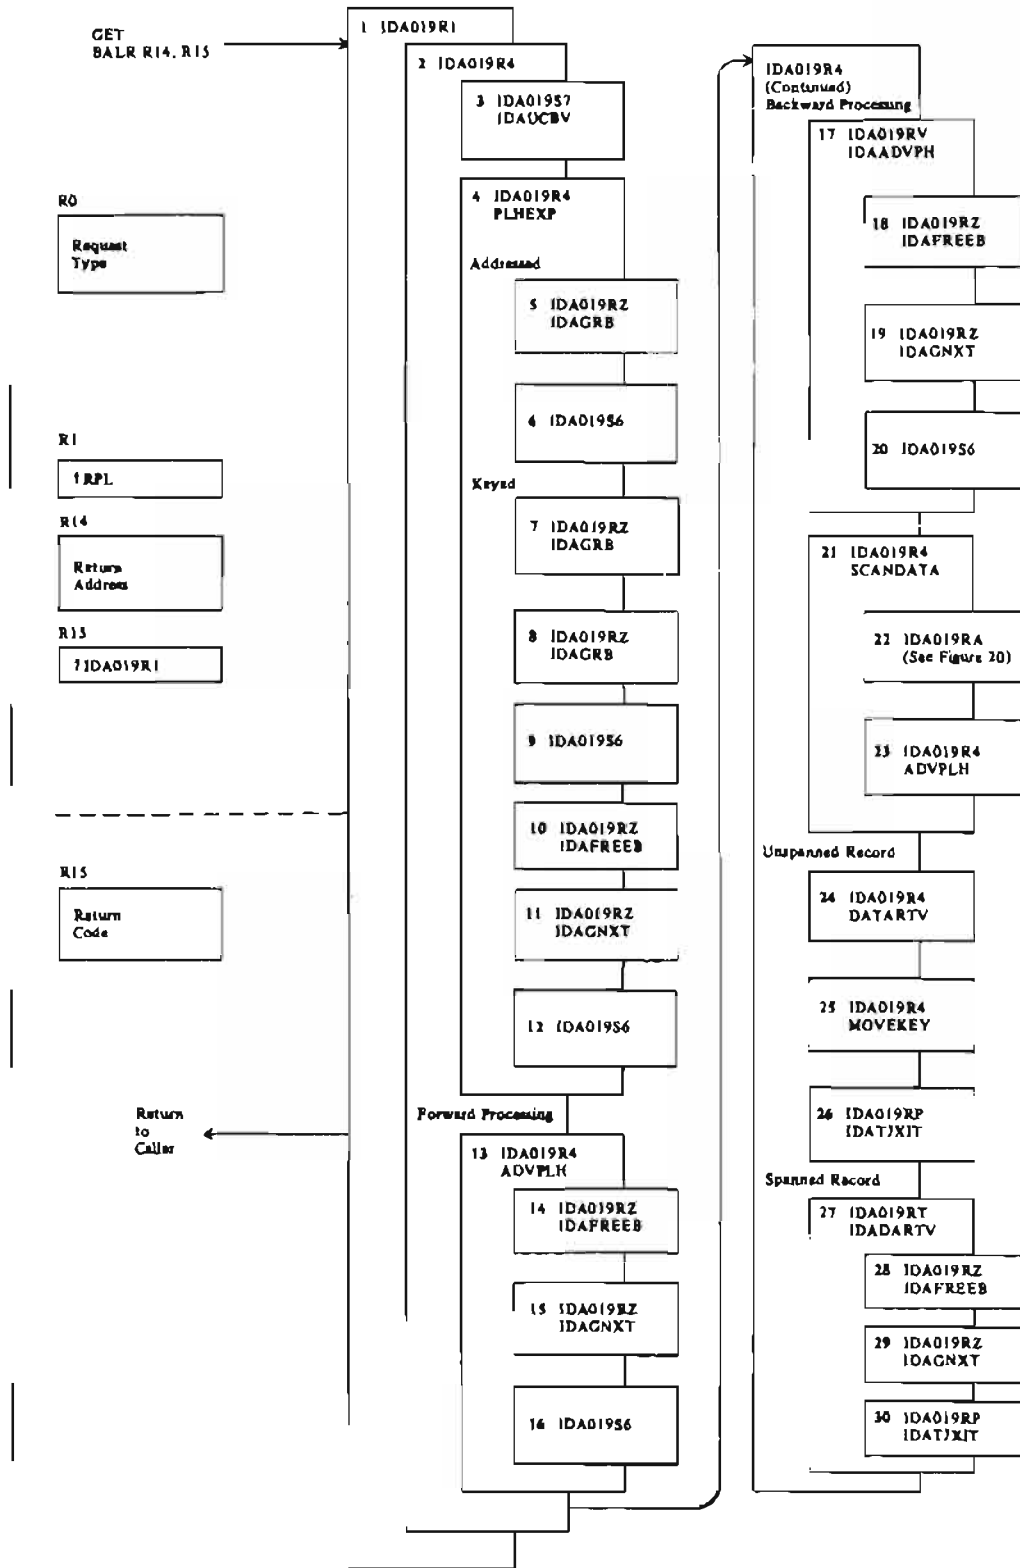 GET
BALR R14, R15
R0
Request
Type
R1
↑RPL
R14
Return
Address
R15
↑IDA019R1
R15
Return
Code
Return
to
Caller
1 IDA019R1
2 IDA019R4
3 IDA019S7
IDAUCBV
4 IDA019R4
PLHEXP
Addressed
5 IDA019RZ
IDAGRB
6 IDA019S6
Keyed
7 IDA019RZ
IDAGRB
8 IDA019RZ
IDAGRB
9 IDA019S6
10 IDA019RZ
IDAFREEB
11 IDA019RZ
IDAGNXT
12 IDA019S6
Forward Processing
13 IDA019R4
ADVPLH
14 IDA019RZ
IDAFREEB
15 IDA019RZ
IDAGNXT
16 IDA019S6
IDA019R4
(Continued)
Backward Processing
17 IDA019RV
IDAADVPH
18 IDA019RZ
IDAFREEB
19 IDA019RZ
IDAGNXT
20 IDA019S6
21 IDA019R4
SCANDATA
22 IDA019RA
(See Figure 20)
23 IDA019R4
ADVPLH
Unspanned Record
24 IDA019R4
DATARTV
25 IDA019R4
MOVEKEY
26 IDA019RP
IDATJXIT
Spanned Record
27 IDA019RT
IDADARTV
28 IDA019RZ
IDAFREEB
29 IDA019RZ
IDAGNXT
30 IDA019RP
IDATJXIT